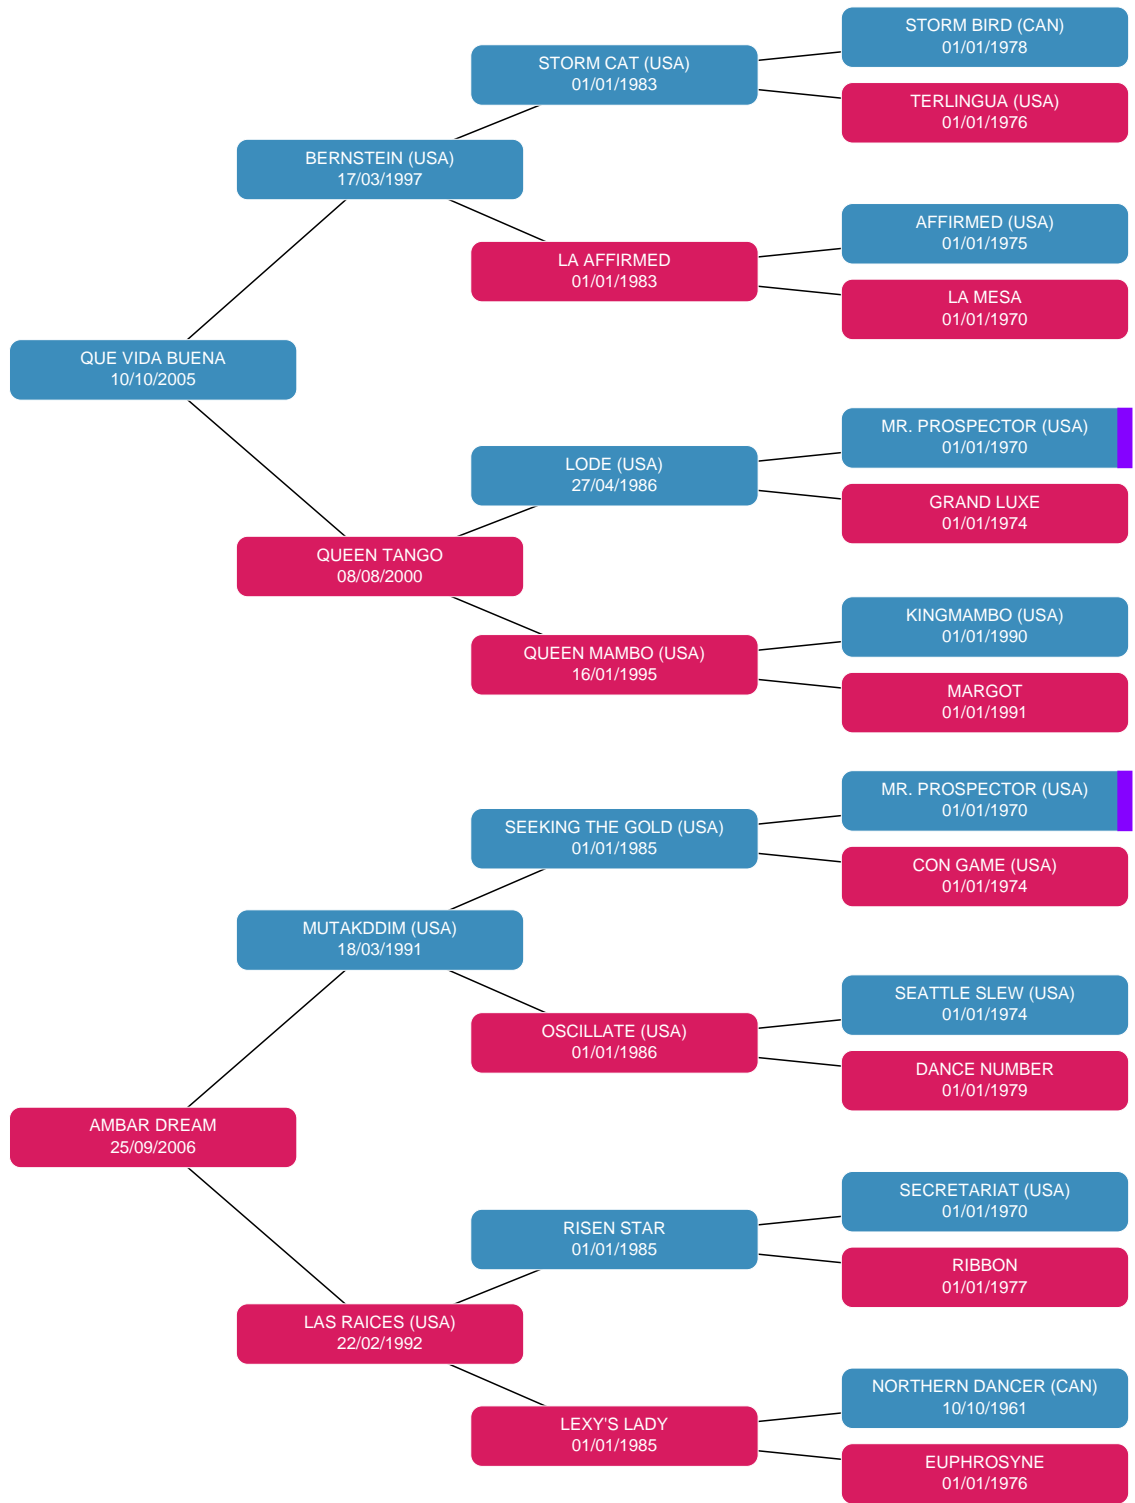 STORM BIRD (CAN)
01/01/1978
STORM CAT (USA)
01/01/1983
TERLINGUA (USA)
01/01/1976
BERNSTEIN (USA)
17/03/1997
AFFIRMED (USA)
01/01/1975
LA AFFIRMED
01/01/1983
LA MESA
01/01/1970
QUE VIDA BUENA
10/10/2005
MR. PROSPECTOR (USA)
01/01/1970
LODE (USA)
27/04/1986
GRAND LUXE
01/01/1974
QUEEN TANGO
08/08/2000
KINGMAMBO (USA)
01/01/1990
QUEEN MAMBO (USA)
16/01/1995
MARGOT
01/01/1991
MR. PROSPECTOR (USA)
01/01/1970
SEEKING THE GOLD (USA)
01/01/1985
CON GAME (USA)
01/01/1974
MUTAKDDIM (USA)
18/03/1991
SEATTLE SLEW (USA)
01/01/1974
OSCILLATE (USA)
01/01/1986
DANCE NUMBER
01/01/1979
AMBAR DREAM
25/09/2006
SECRETARIAT (USA)
01/01/1970
RISEN STAR
01/01/1985
RIBBON
01/01/1977
LAS RAICES (USA)
22/02/1992
NORTHERN DANCER (CAN)
10/10/1961
LEXY'S LADY
01/01/1985
EUPHROSYNE
01/01/1976